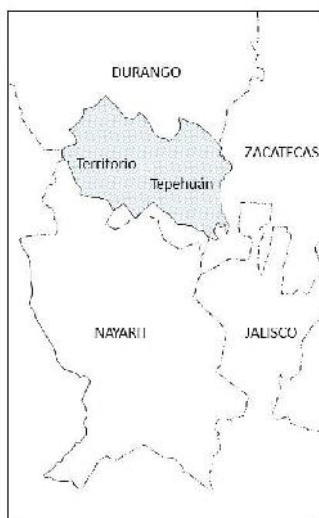 DURANGO
ZACATECAS
Territorio
Tepehuán
NAYARIT
JALISCO